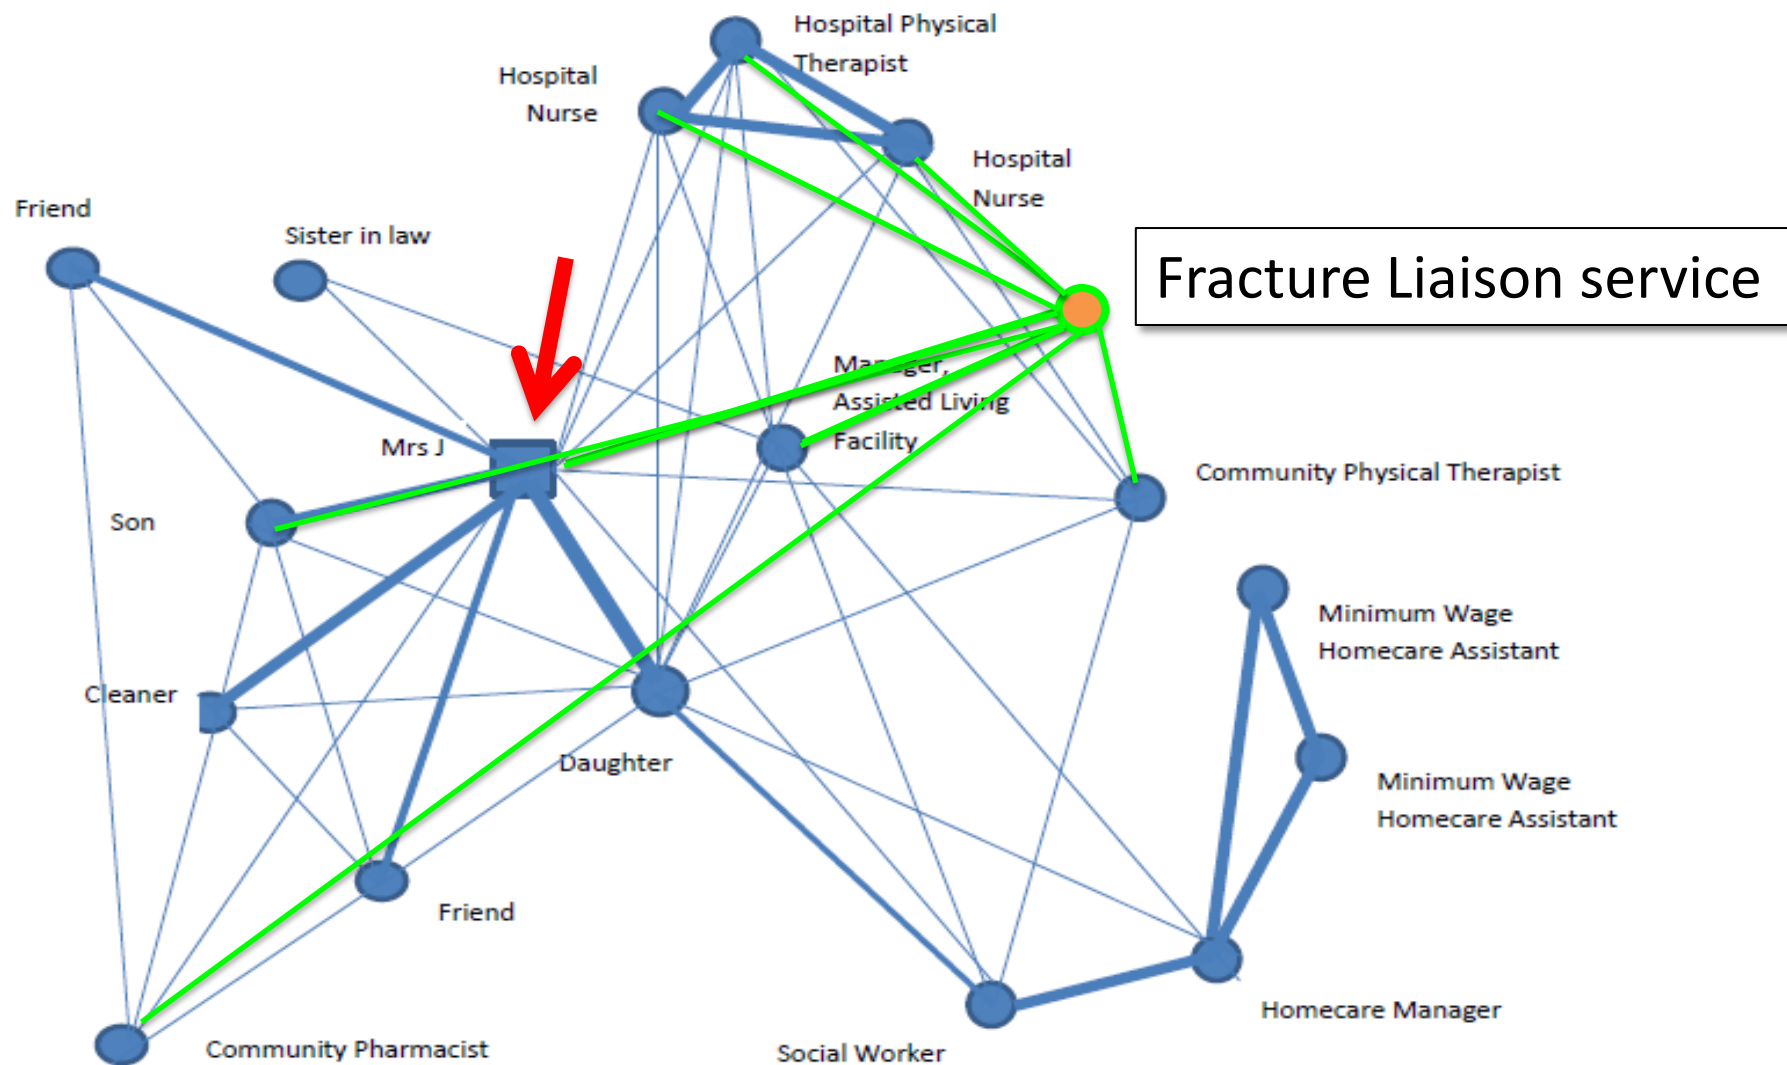 Hospital Physical
Therapist
Hospital
Nurse
Hospital
Nurse
Friend
Sister in law
Fracture Liaison service
Manager,
Assisted Living
Facility
Mrs J
Community Physical Therapist
Son
Minimum Wage
Homecare Assistant
Cleaner
Daughter
Minimum Wage
Homecare Assistant
Friend
Homecare Manager
Community Pharmacist
Social Worker